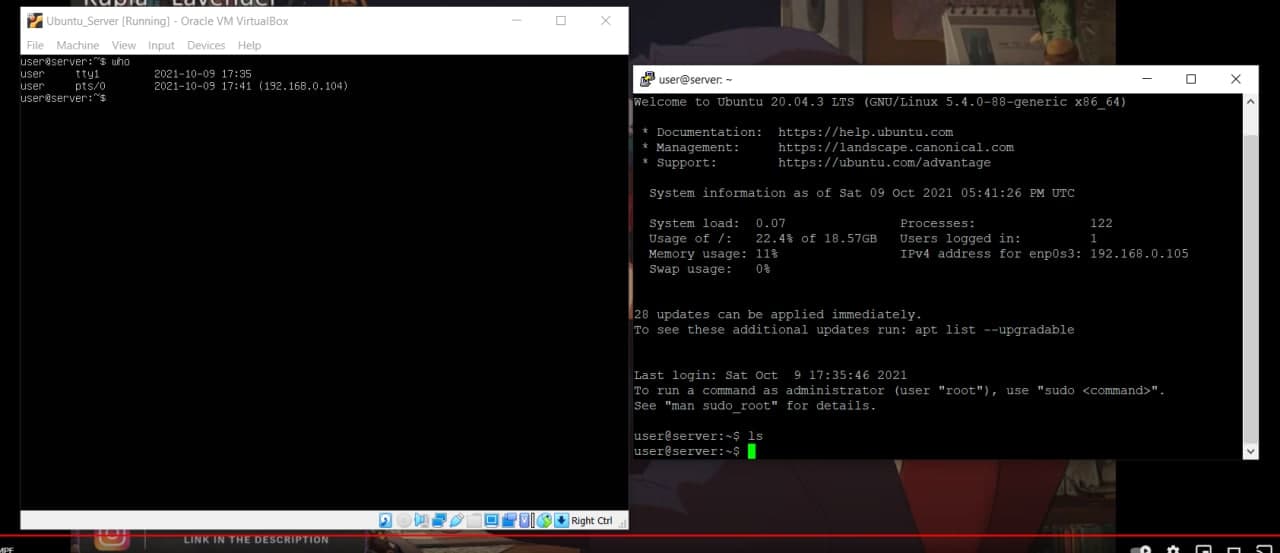 Ubuntu_Server [Running] - Oracle VM VirtualBox
File Machine View Input Devices Help
user@server:~$ who
user tty1 2021-10-09 17:35
user pts/0 2021-10-09 17:41 (192.168.0.104)
user@server:~$
Right Ctrl
user@server: ~
Welcome to Ubuntu 20.04.3 LTS (GNU/Linux 5.4.0-88-generic x86_64)
* Documentation: https://help.ubuntu.com
* Management: https://landscape.canonical.com
* Support: https://ubuntu.com/advantage
System information as of Sat 09 Oct 2021 05:41:26 PM UTC
System load: 0.07 Processes: 122
Usage of /: 22.4% of 18.57GB Users logged in: 1
Memory usage: 11% IPv4 address for enp0s3: 192.168.0.105
Swap usage: 0%
28 updates can be applied immediately.
To see these additional updates run: apt list --upgradable
Last login: Sat Oct 9 17:35:46 2021
To run a command as administrator (user "root"), use "sudo <command>".
See "man sudo_root" for details.
user@server:~$ ls
user@server:~$
LINK IN THE DESCRIPTION